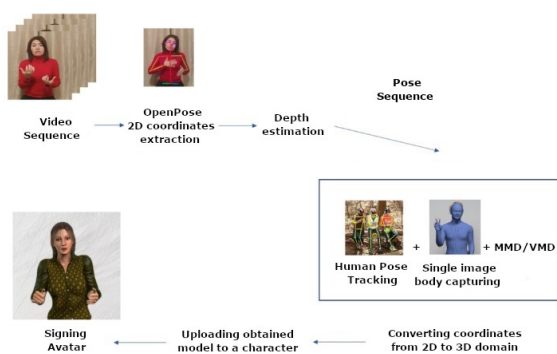 Pose
Sequence
Video
Sequence
OpenPose
2D coordinates
extraction
Depth
estimation
Human Pose
Tracking
+
Single image
body capturing
+ MMD/VMD
Signing
Avatar
Uploading obtained
model to a character
Converting coordinates
from 2D to 3D domain